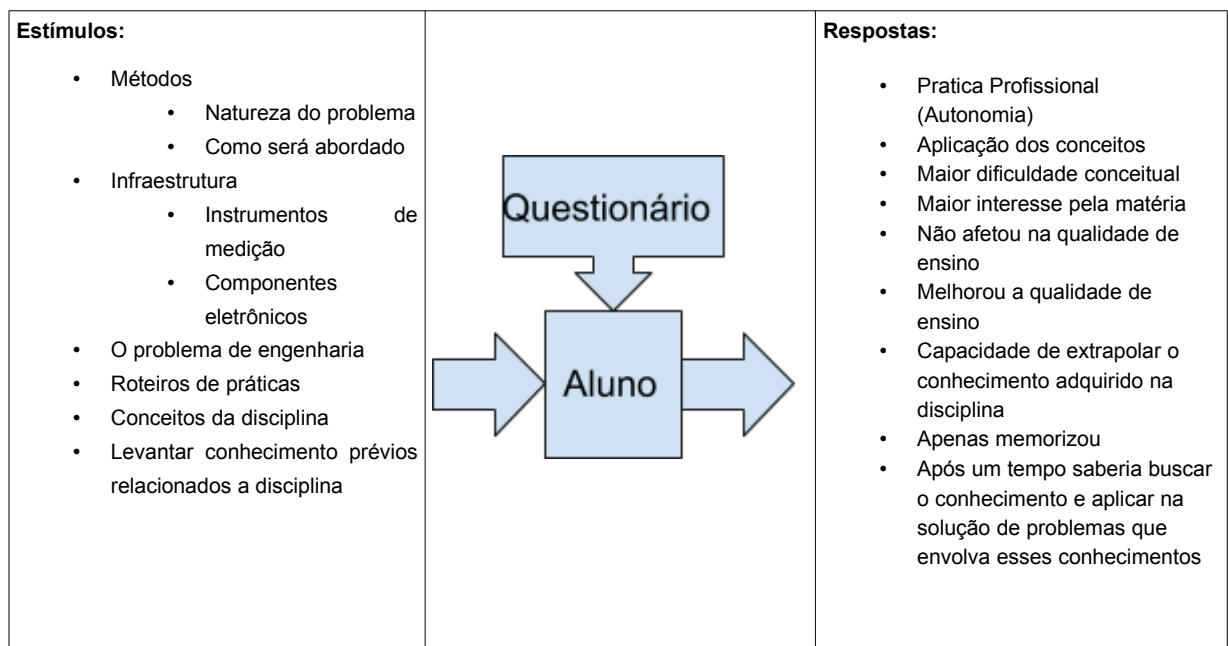 Estímulos:
• Métodos
• Natureza do problema
• Como será abordado
• Infraestrutura
• Instrumentos de
medição
• Componentes
eletrônicos
• O problema de engenharia
• Roteiros de práticas
• Conceitos da disciplina
• Levantar conhecimento prévios
relacionados a disciplina
Questionário
Aluno
Respostas:
• Pratica Profissional
(Autonomia)
• Aplicação dos conceitos
• Maior dificuldade conceitual
• Maior interesse pela matéria
• Não afetou na qualidade de
ensino
• Melhorou a qualidade de
ensino
• Capacidade de extrapolar o
conhecimento adquirido na
disciplina
• Apenas memorizou
• Após um tempo saberia buscar
o conhecimento e aplicar na
solução de problemas que
envolva esses conhecimentos